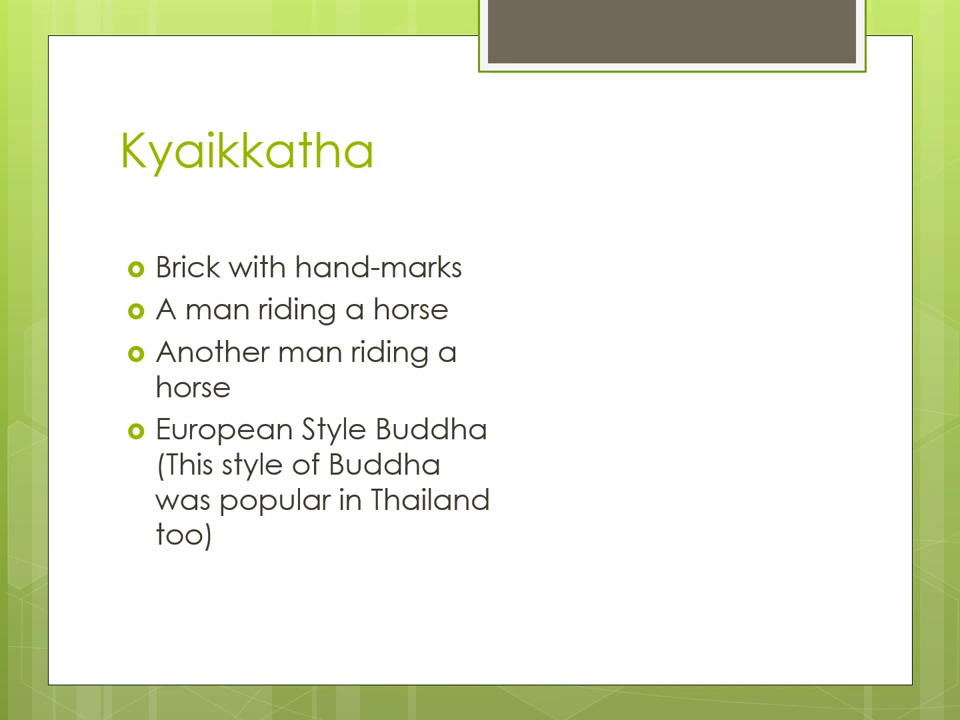 Kyaikkatha
Brick with hand-marks
A man riding a horse
Another man riding a
horse
European Style Buddha
(This style of Buddha
was popular in Thailand
too)